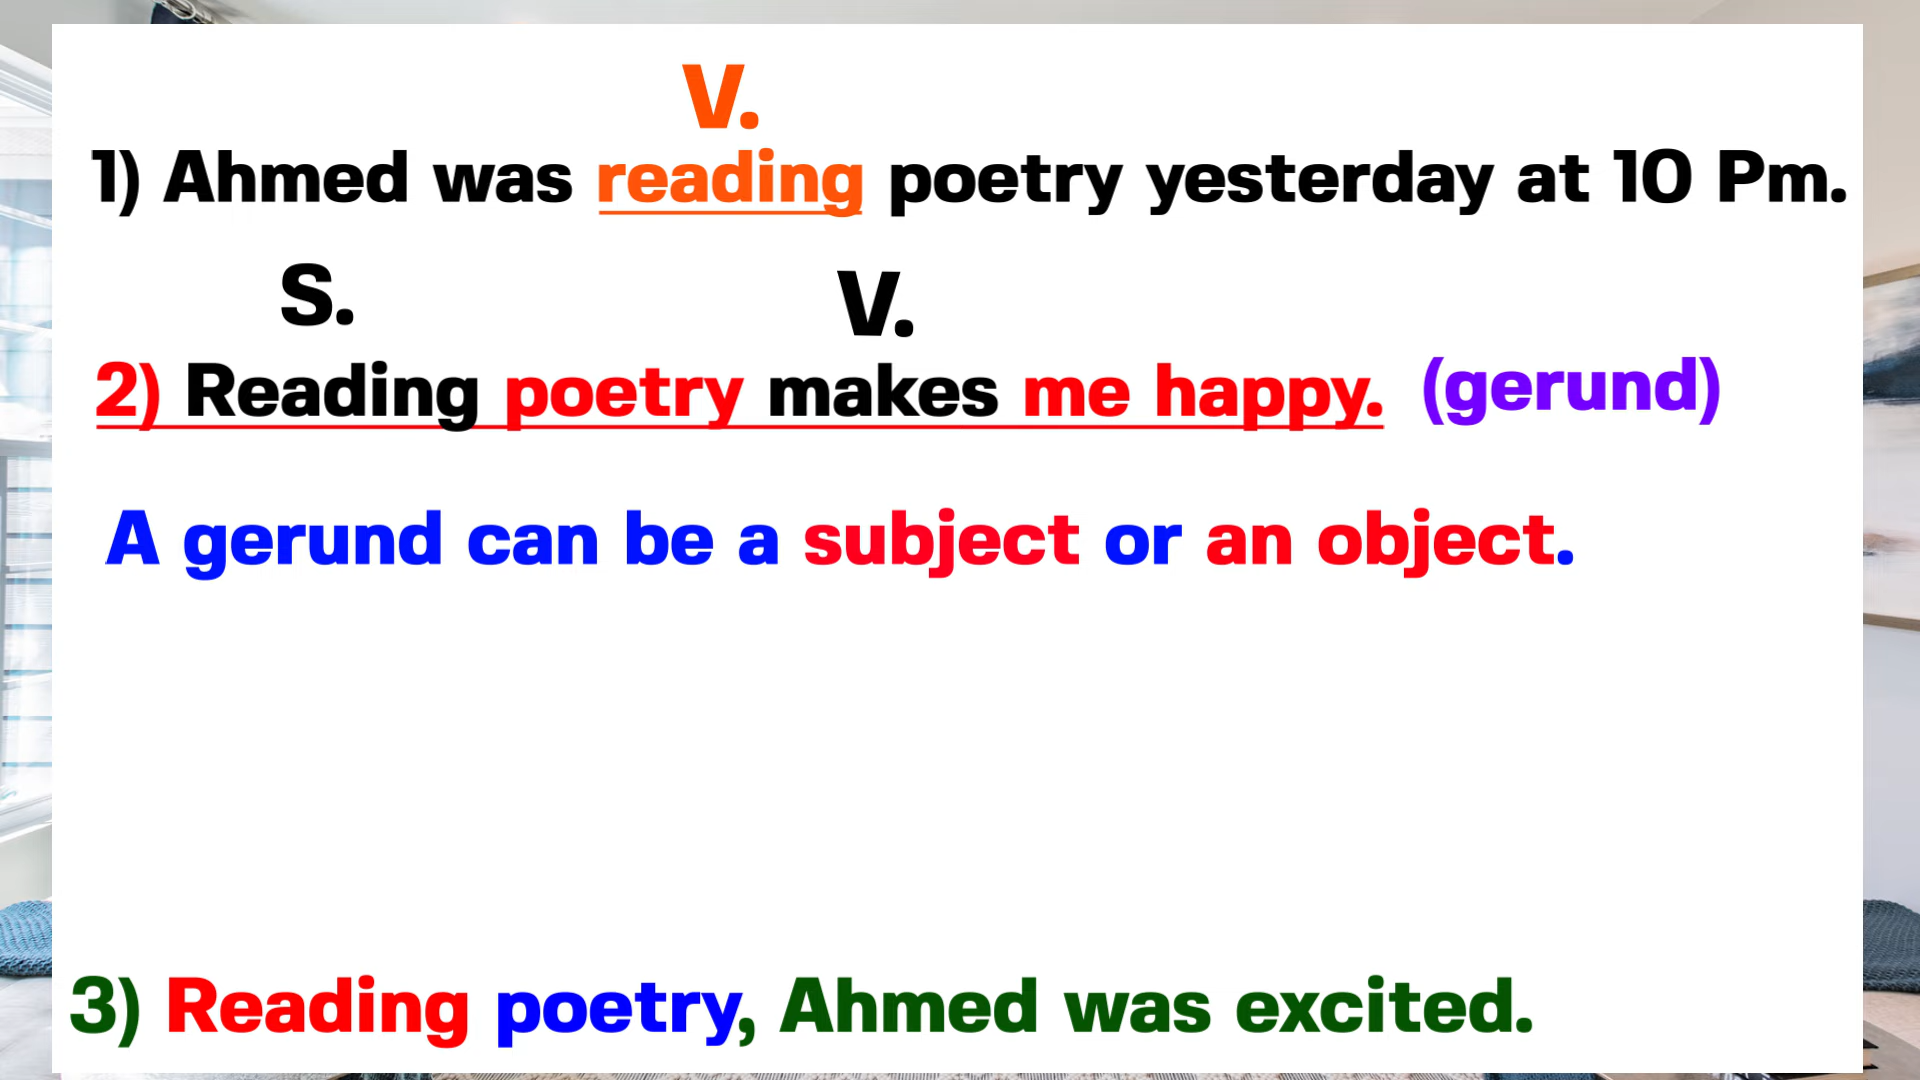 V.
1) Ahmed was reading poetry yesterday at 10 Pm.
S. V.
2) Reading poetry makes me happy. (gerund)
A gerund can be a subject or an object.
3) Reading poetry, Ahmed was excited.